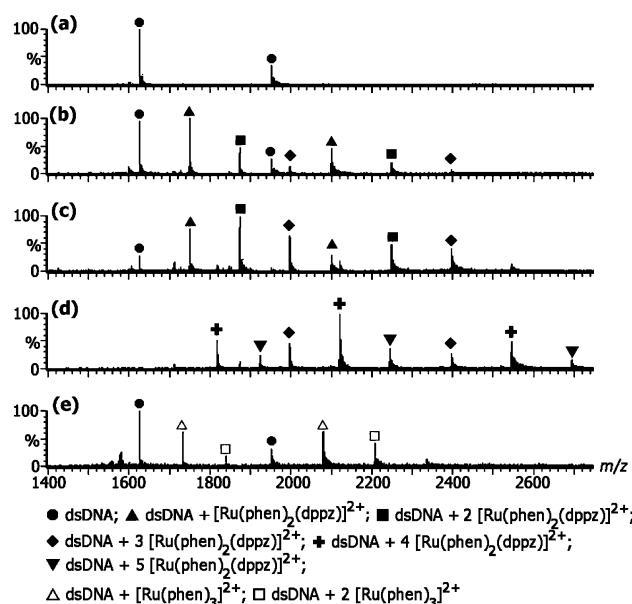 (a)
100
%
0
(b)
100
%
0
(c)
100
%
0
(d)
100
%
0
(e)
100
%
0
1400 1600 1800 2000 2200 2400 2600 m/z
● dsDNA; ▲ dsDNA + [Ru(phen)₂(dppz)]²⁺; ■ dsDNA + 2 [Ru(phen)₂(dppz)]²⁺;
◆ dsDNA + 3 [Ru(phen)₂(dppz)]²⁺; ✚ dsDNA + 4 [Ru(phen)₂(dppz)]²⁺;
▼ dsDNA + 5 [Ru(phen)₂(dppz)]²⁺;
△ dsDNA + [Ru(phen)₃]²⁺; □ dsDNA + 2 [Ru(phen)₃]²⁺